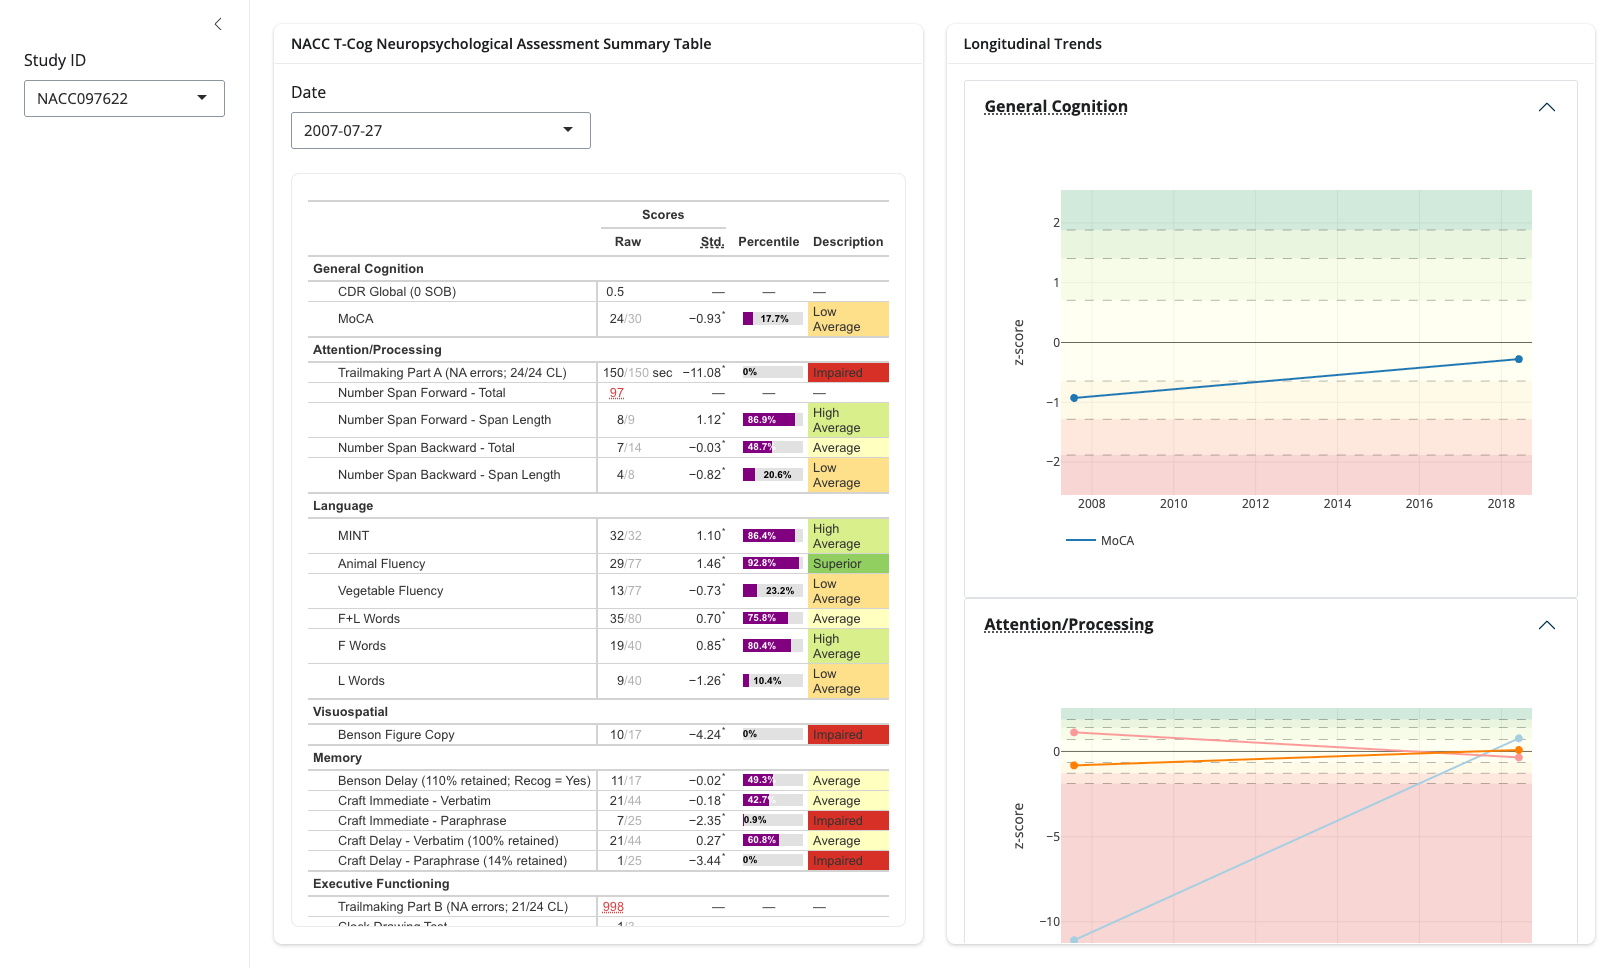 Study ID
NACC097622
NACC T-Cog Neuropsychological Assessment Summary Table
Date
2007-07-27
Scores
Raw Std. Percentile Description
General Cognition
CDR Global (0 SOB) 0.5 — — —
MoCA 24/30 −0.93* 17.7% Low Average
Attention/Processing
Trailmaking Part A (NA errors; 24/24 CL) 150/150 sec −11.08* 0% Impaired
Number Span Forward - Total 97 — — —
Number Span Forward - Span Length 8/9 1.12* 86.9% High Average
Number Span Backward - Total 7/14 −0.03* 48.7% Average
Number Span Backward - Span Length 4/8 −0.82* 20.6% Low Average
Language
MINT 32/32 1.10* 86.4% High Average
Animal Fluency 29/77 1.46* 92.8% Superior
Vegetable Fluency 13/77 −0.73* 23.2% Low Average
F+L Words 35/80 0.70* 75.8% Average
F Words 19/40 0.85* 80.4% High Average
L Words 9/40 −1.26* 10.4% Low Average
Visuospatial
Benson Figure Copy 10/17 −4.24* 0% Impaired
Memory
Benson Delay (110% retained; Recog = Yes) 11/17 −0.02* 49.3% Average
Craft Immediate - Verbatim 21/44 −0.18* 42.7% Average
Craft Immediate - Paraphrase 7/25 −2.35* 0.9% Impaired
Craft Delay - Verbatim (100% retained) 21/44 0.27* 60.8% Average
Craft Delay - Paraphrase (14% retained) 1/25 −3.44* 0% Impaired
Executive Functioning
Trailmaking Part B (NA errors; 21/24 CL) 998 — — —
Clock Drawing Test
Longitudinal Trends
General Cognition
z-score
2
1
0
−1
−2
2008 2010 2012 2014 2016 2018
MoCA
Attention/Processing
z-score
0
−5
−10